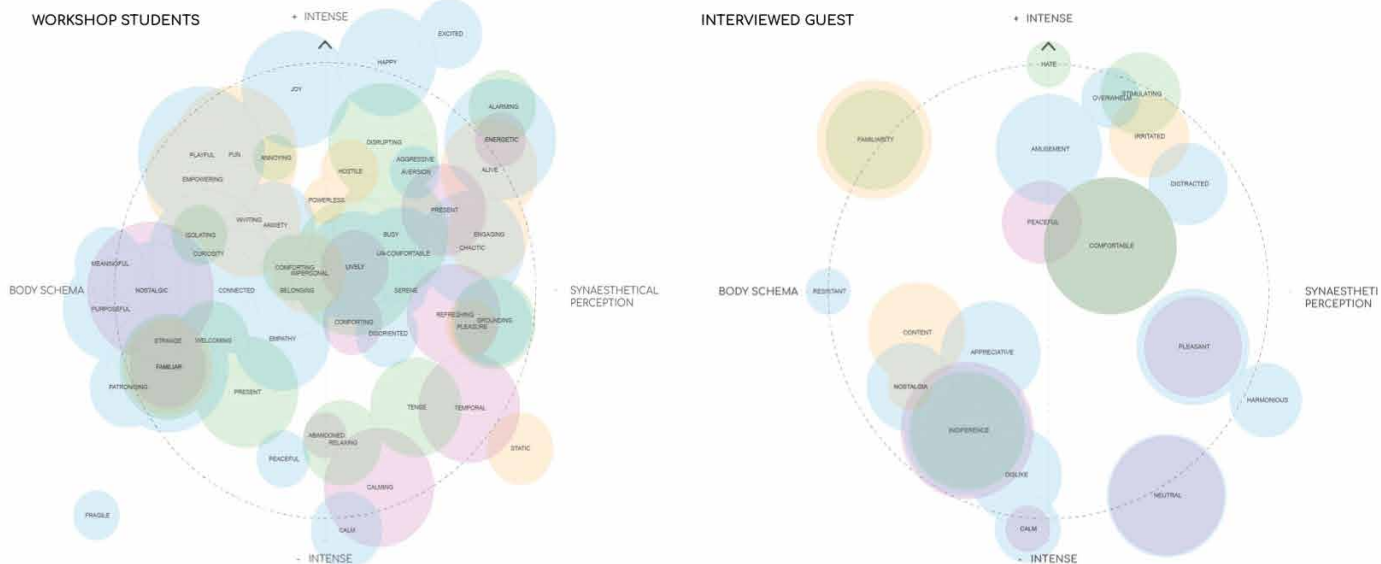 WORKSHOP STUDENTS
+ INTENSE
EXCITED
HAPPY
JOY
ALARMING
ENERGETIC
DISRUPTING
PLAYFUL
FUN
ANNOYING
AGGRESSIVE
HOSTILE
AVERSION
ALIVE
EMPOWERING
POWERLESS
PRESENT
INVITING
ANXIETY
ISOLATING
BUSY
ENGASING
CHAOTIC
CURIOSITY
UN-COMFORTABLE
MEANINGFUL
COMFORTING
IMPERSONAL
LIVELY
BODY SCHEMA
NOSTALGIC
CONNECTED
BELONGING
SERENE
SYNAESTHETICAL
PERCEPTION
PURPOSEFUL
REFRESHING
GROUNDING
PLEASURE
COMFORTING
DISORIENTED
STRANGE
WELCOMING
EMPATHY
FAMILIAR
PATRONISING
PRESENT
TENSE
TEMPORAL
ABANDONED
RELAXING
STATIC
PEACEFUL
CALMING
FRAGILE
CALM
- INTENSE
INTERVIEWED GUEST
+ INTENSE
HATE
OVERWHELM
STIMULATING
IRRITATED
FAMILIARITY
AMUSEMENT
DISTRACTED
PEACEFUL
COMFORTABLE
BODY SCHEMA
RESISTANT
SYNAESTHETI
PERCEPTION
CONTENT
APPRECIATIVE
PLEASANT
NOSTALGIA
HARMONIOUS
INDIFERENCE
DISLIKE
NEUTRAL
CALM
- INTENSE